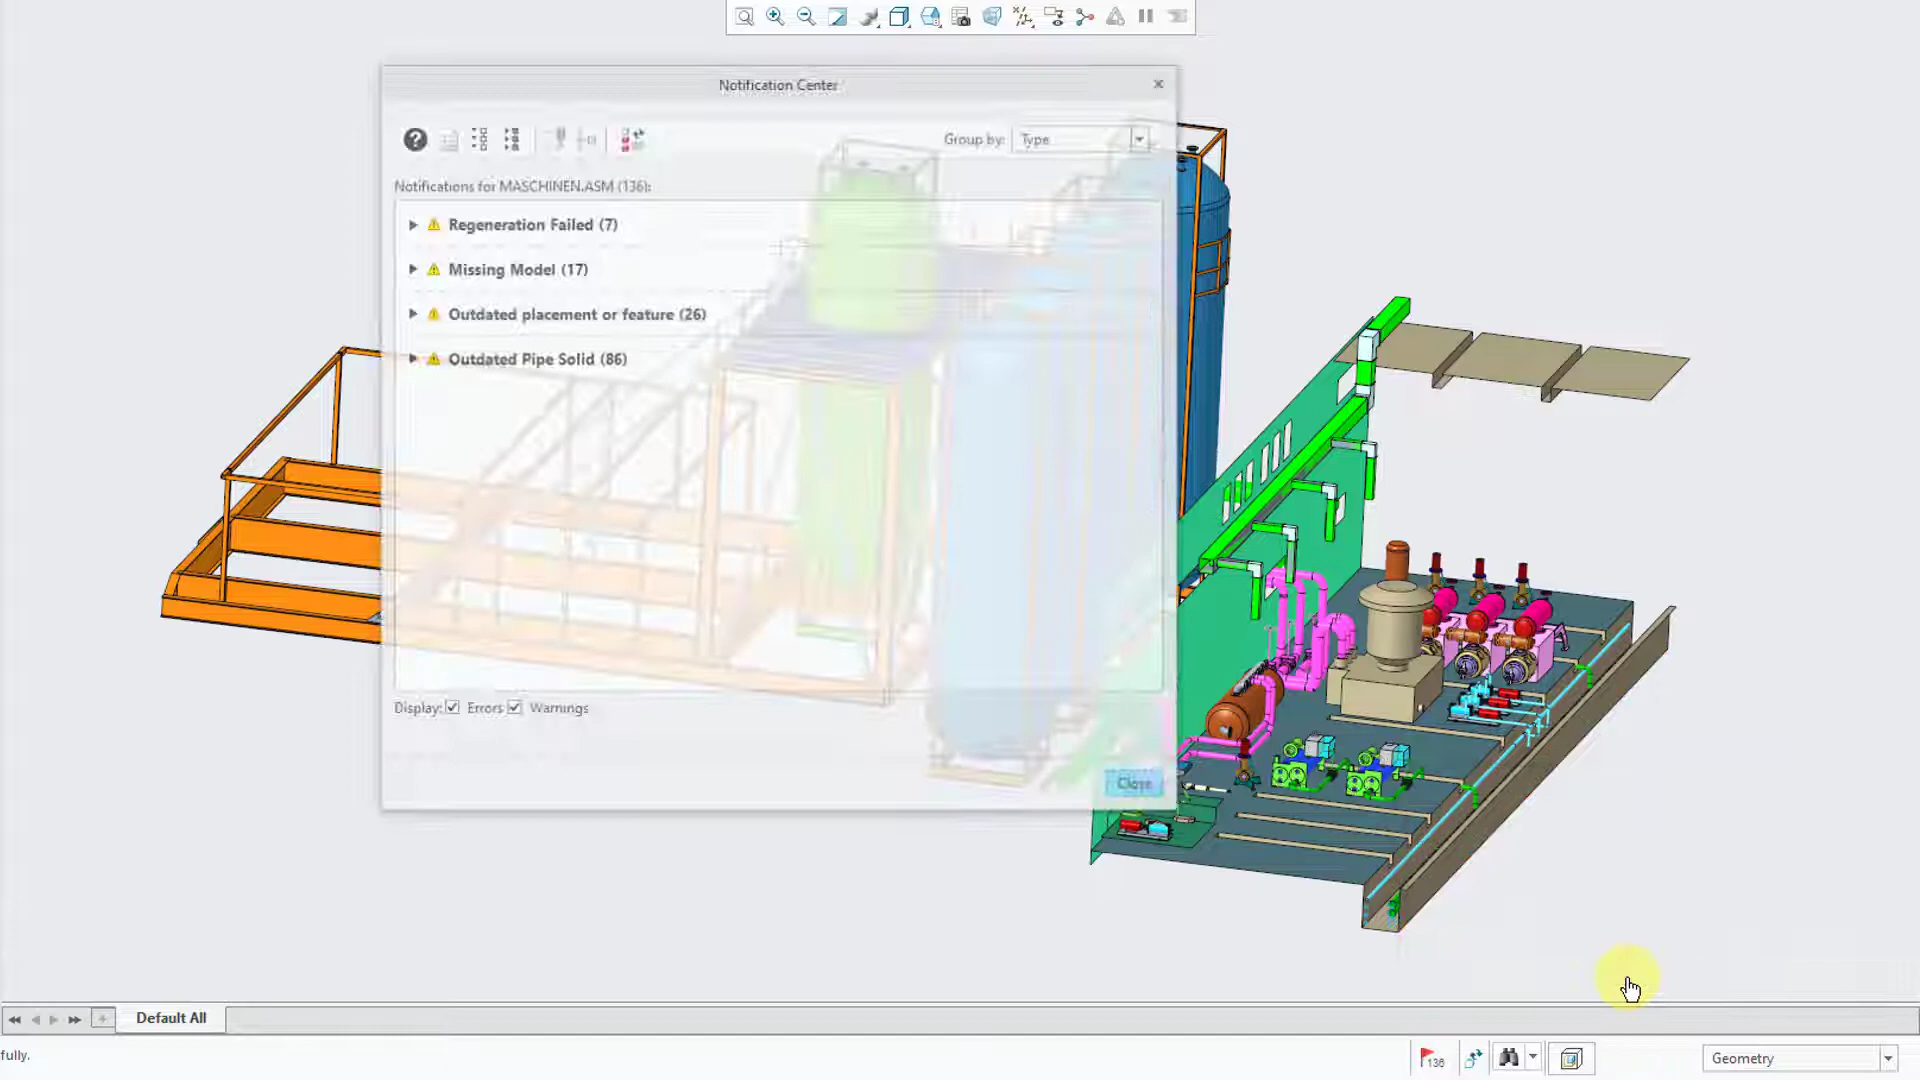 Notification Center
Group by: Type
Notifications for MASCHINEN.ASM (136):
Regeneration Failed (7)
Missing Model (17)
Outdated placement or feature (26)
Outdated Pipe Solid (86)
Display: Errors Warnings
Close
Default All
fully.
136
Geometry